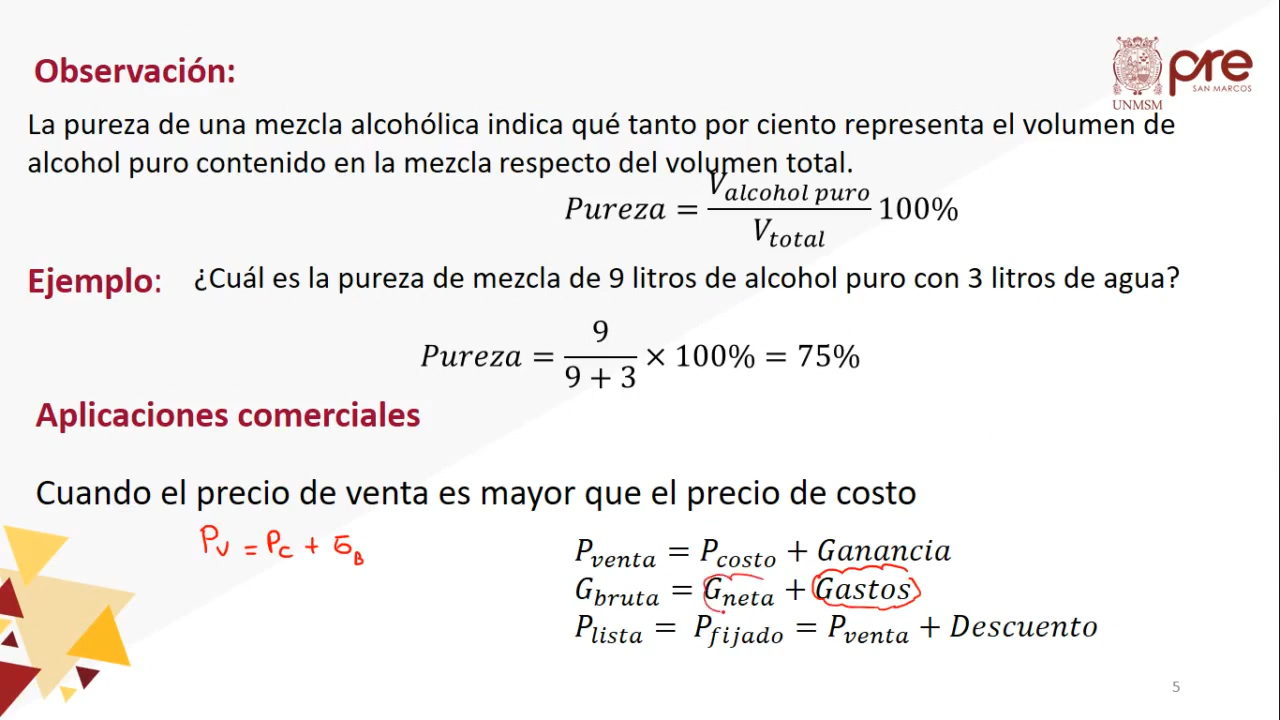 Observación:
pre
SAN MARCOS
UNMSM
La pureza de una mezcla alcohólica indica qué tanto por ciento representa el volumen de
alcohol puro contenido en la mezcla respecto del volumen total.
Pureza = V_alcohol puro / V_total 100%
Ejemplo: ¿Cuál es la pureza de mezcla de 9 litros de alcohol puro con 3 litros de agua?
Pureza = 9 / (9 + 3) × 100% = 75%
Aplicaciones comerciales
Cuando el precio de venta es mayor que el precio de costo
P_V = P_C + G_B
P_venta = P_costo + Ganancia
G_bruta = G_neta + Gastos
P_lista = P_fijado = P_venta + Descuento
5